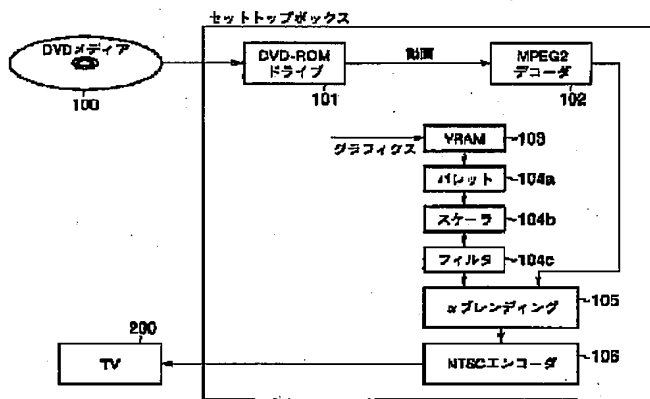 セットトップボックス
DVDメディア
100
DVD-ROM
ドライブ
101
動画
MPEG2
デコーダ
102
グラフィクス
VRAM
103
パレット
104a
スケーラ
104b
フィルタ
104c
αブレンディング
105
NTSCエンコーダ
106
200
TV